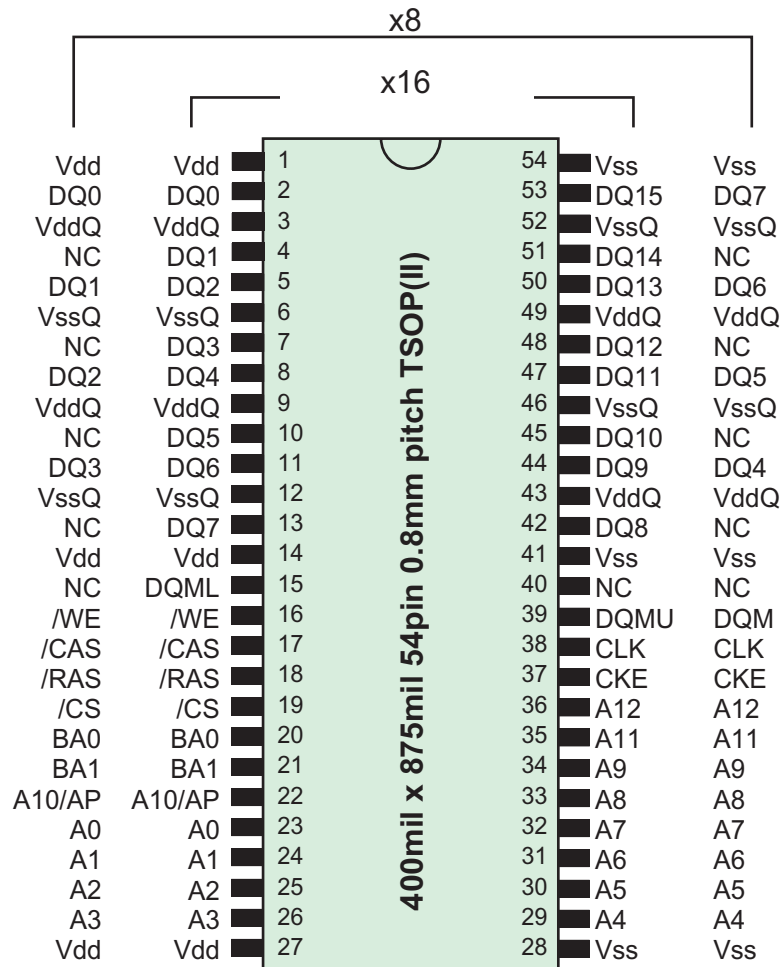 x8
x16
Vdd Vdd 1 54 Vss Vss
DQ0 DQ0 2 53 DQ15 DQ7
VddQ VddQ 3 52 VssQ VssQ
NC DQ1 4 51 DQ14 NC
DQ1 DQ2 5 50 DQ13 DQ6
VssQ VssQ 6 49 VddQ VddQ
NC DQ3 7 48 DQ12 NC
DQ2 DQ4 8 47 DQ11 DQ5
VddQ VddQ 9 46 VssQ VssQ
NC DQ5 10 45 DQ10 NC
DQ3 DQ6 11 44 DQ9 DQ4
VssQ VssQ 12 43 VddQ VddQ
NC DQ7 13 42 DQ8 NC
Vdd Vdd 14 41 Vss Vss
NC DQML 15 40 NC NC
/WE /WE 16 39 DQMU DQM
/CAS /CAS 17 38 CLK CLK
/RAS /RAS 18 37 CKE CKE
/CS /CS 19 36 A12 A12
BA0 BA0 20 35 A11 A11
BA1 BA1 21 34 A9 A9
A10/AP A10/AP 22 33 A8 A8
A0 A0 23 32 A7 A7
A1 A1 24 31 A6 A6
A2 A2 25 30 A5 A5
A3 A3 26 29 A4 A4
Vdd Vdd 27 28 Vss Vss
400mil x 875mil 54pin 0.8mm pitch TSOP(II)